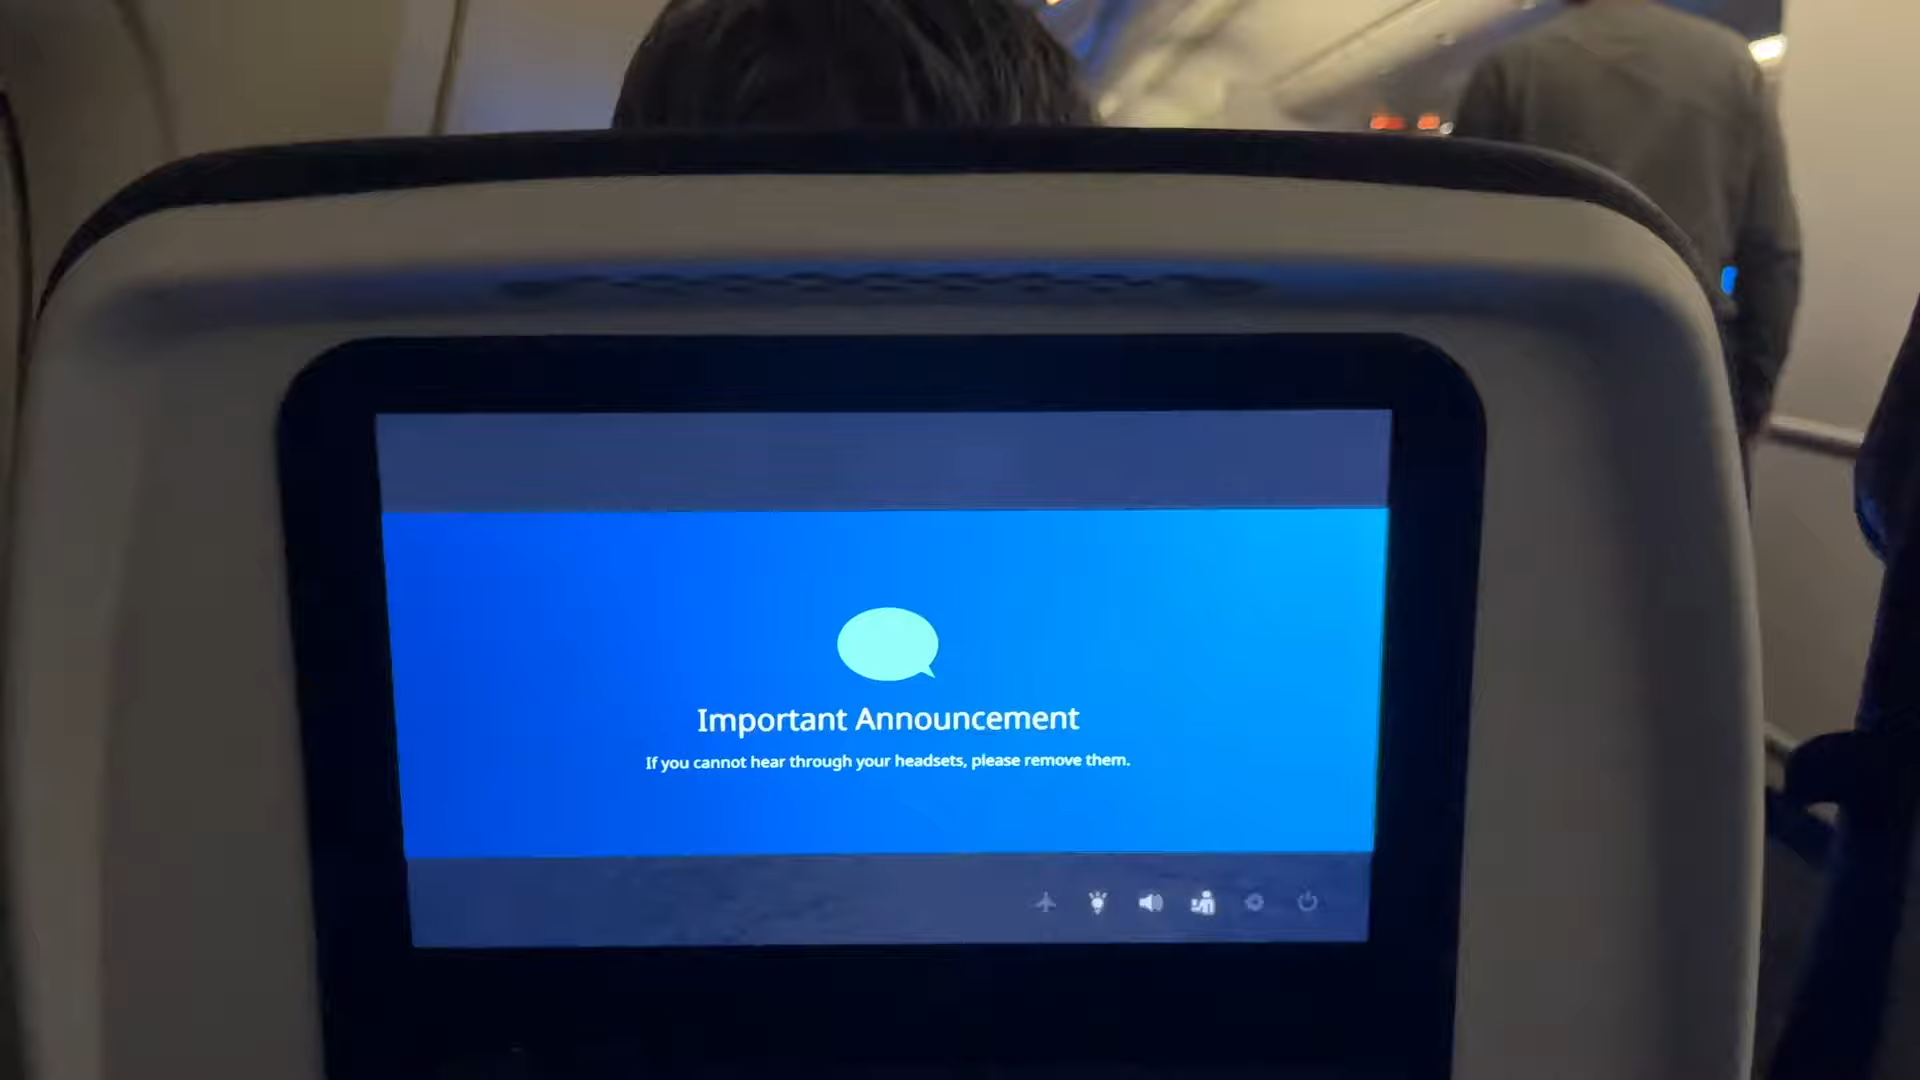 Important Announcement
If you cannot hear through your headsets, please remove them.